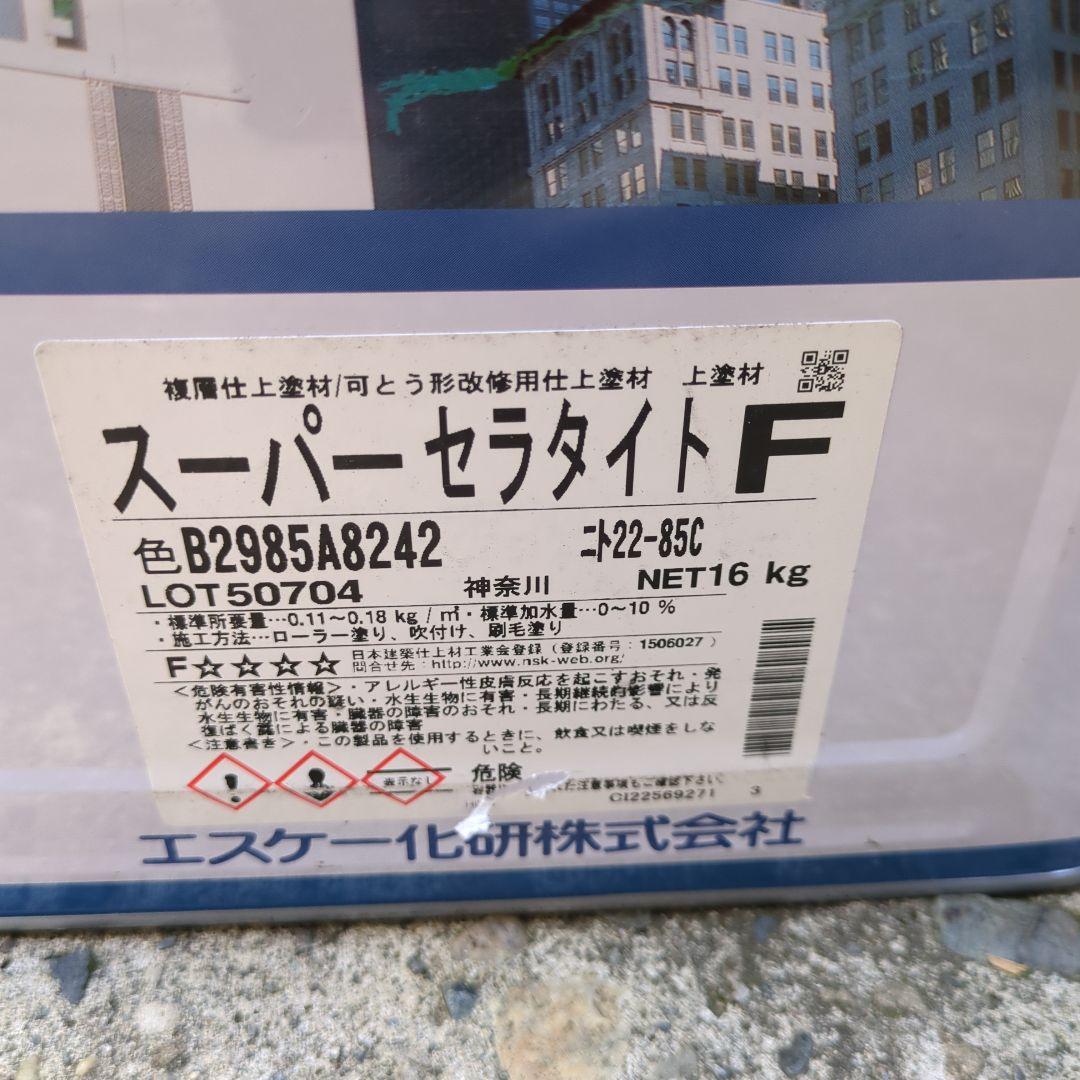 複層仕上塗材/可とう形改修用仕上塗材　上塗材
スーパーセラタイトF
色B2985A8242　ニト22-85C
LOT50704　神奈川　NET16 kg
・標準所要量…0.11～0.18 kg / ㎡・標準加水量…0～10 %
・施工方法…ローラー塗り、吹付け、刷毛塗り
F☆☆☆☆
日本建築仕上材工業会登録（登録番号：1506027 ）
問合せ先：http://www.nsk-web.org/
＜危険有害性情報＞・アレルギー性皮膚反応を起こすおそれ・発
がんのおそれの疑い・水生生物に有害・長期継続的影響により
水生生物に有害・臓器の障害のおそれ・長期にわたる、又は反
復ばく露による臓器の障害
＜注意書き＞・この製品を使用するときに、飲食又は喫煙をしな
いこと。
表示なし
危険
C122569271　3
エスケー化研株式会社